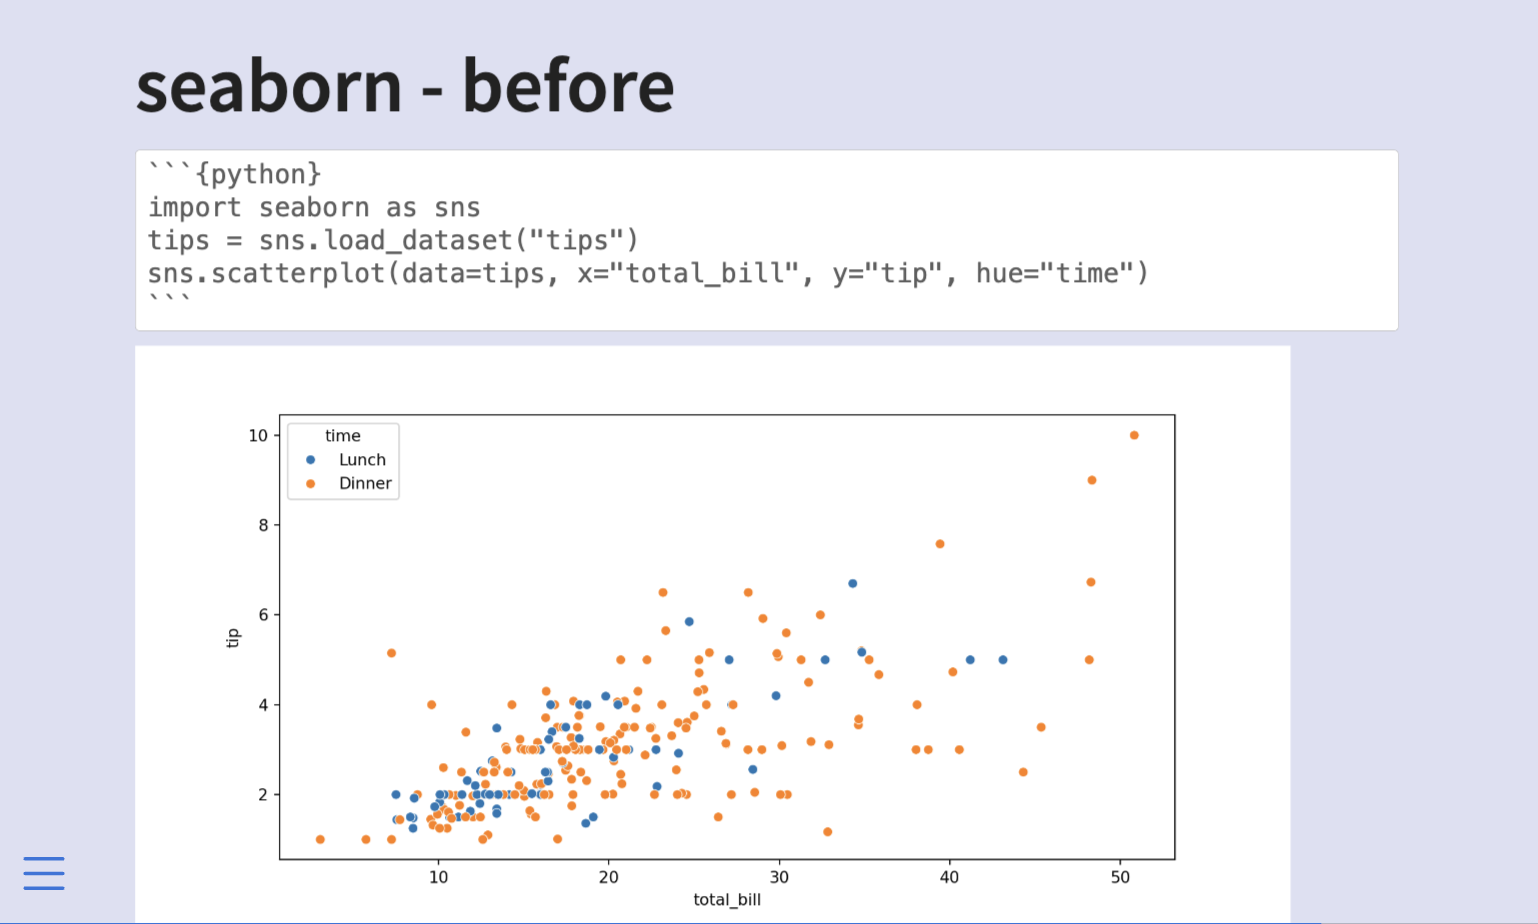 seaborn - before
```{python}
import seaborn as sns
tips = sns.load_dataset("tips")
sns.scatterplot(data=tips, x="total_bill", y="tip", hue="time")
```
time
Lunch
Dinner
10
8
6
4
2
tip
10 20 30 40 50
total_bill